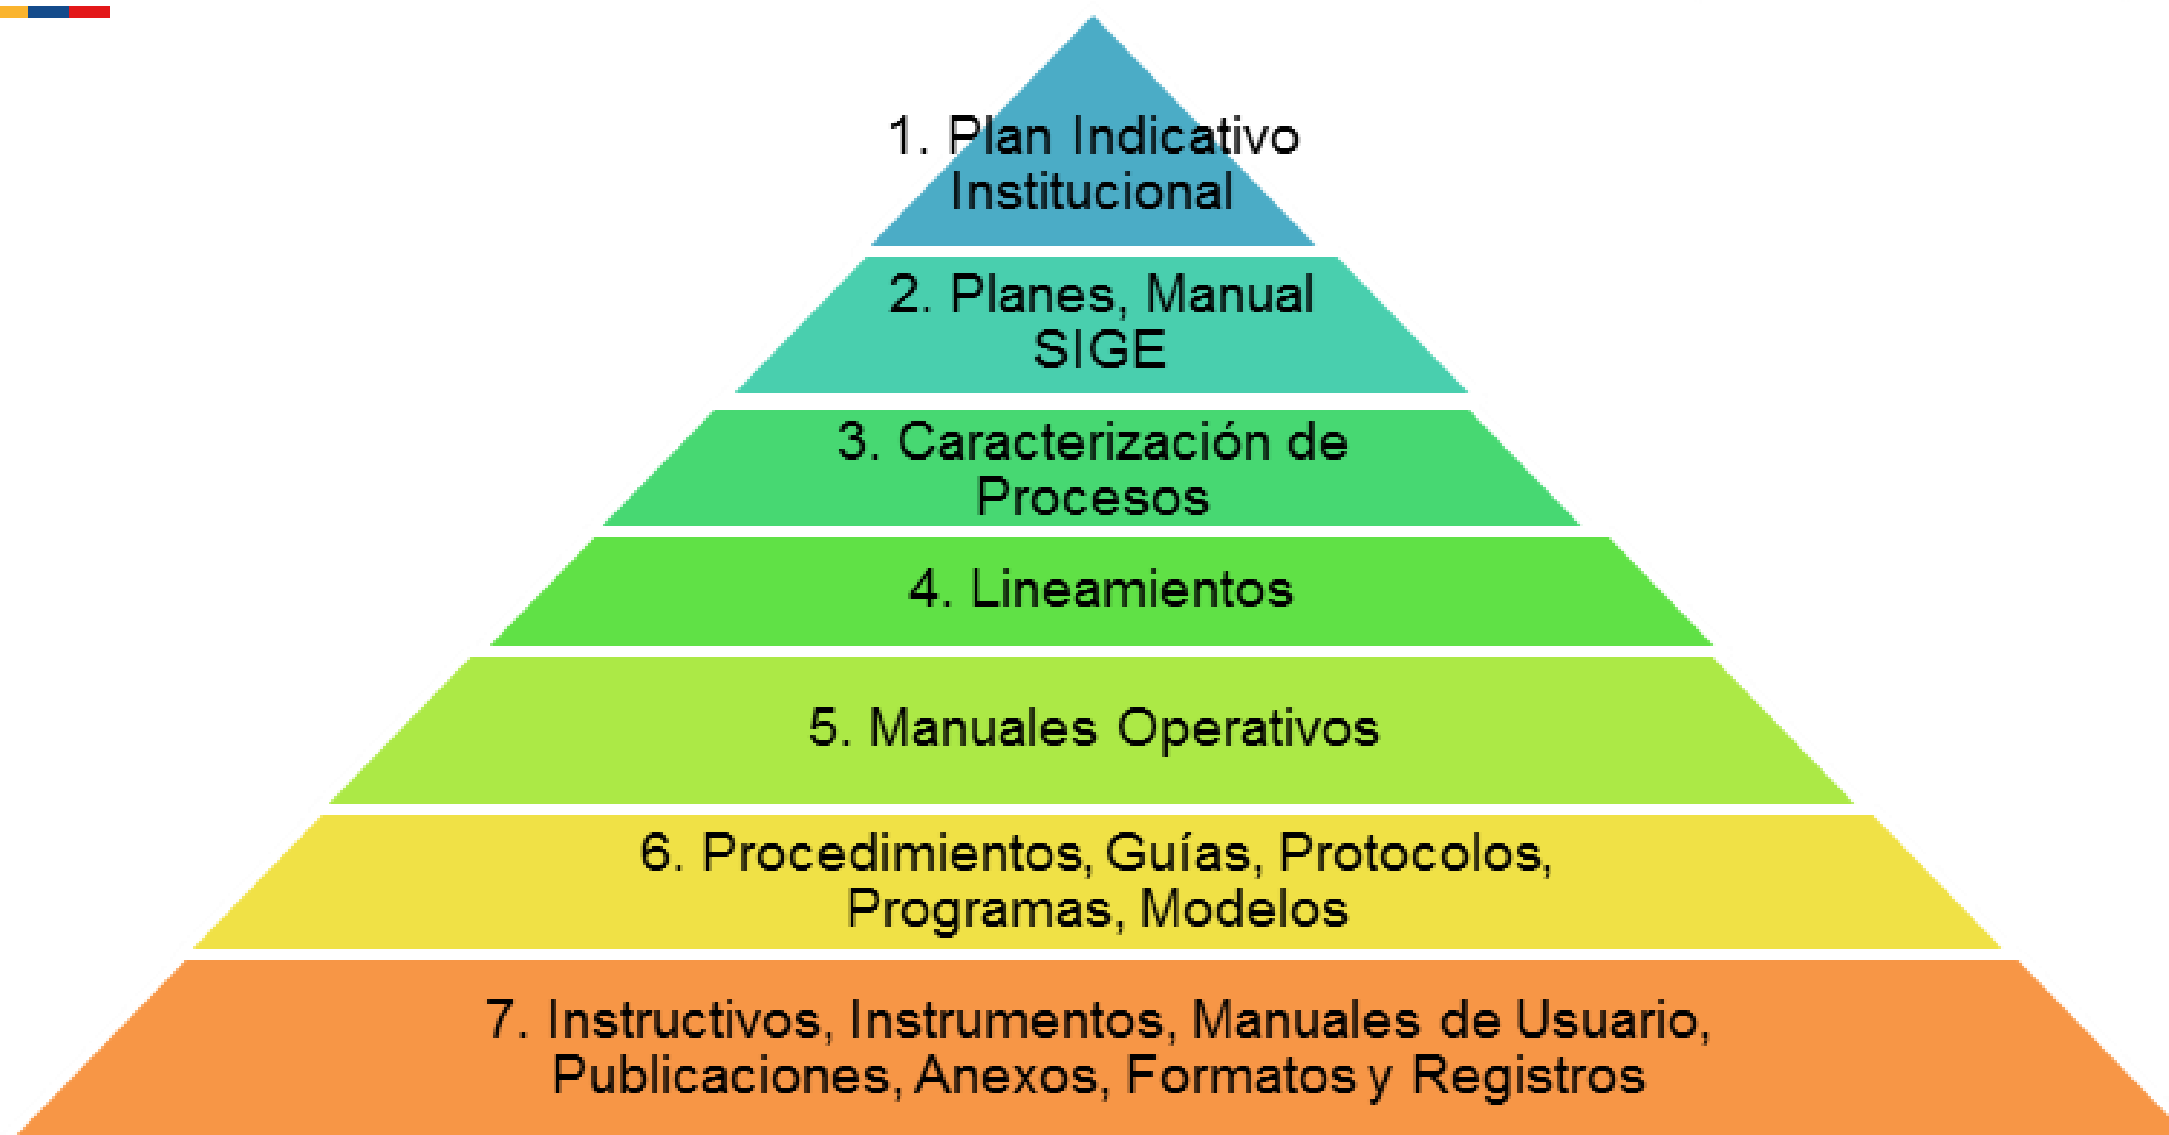 1. Plan Indicativo
Institucional
2. Planes, Manual
SIGE
3. Caracterización de
Procesos
4. Lineamientos
5. Manuales Operativos
6. Procedimientos, Guías, Protocolos,
Programas, Modelos
7. Instructivos, Instrumentos, Manuales de Usuario,
Publicaciones, Anexos, Formatos y Registros